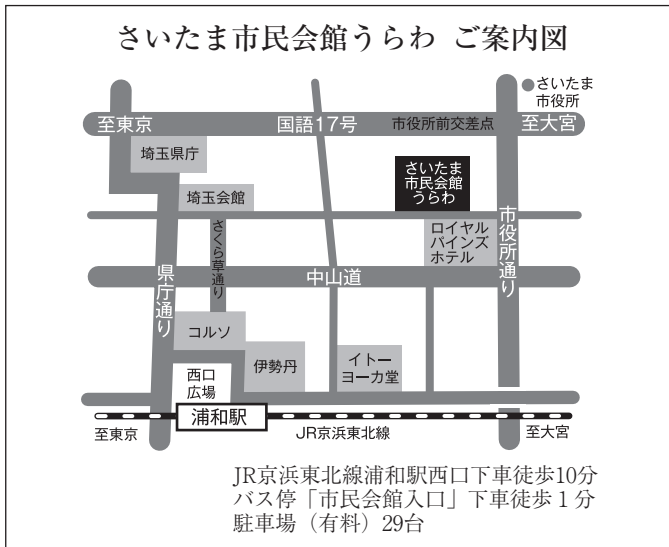 さいたま市民会館うらわ ご案内図
さいたま
市役所
至東京
国語17号
市役所前交差点
至大宮
埼玉県庁
さいたま
市民会館
うらわ
埼玉会館
さくら草通り
ロイヤル
パインズ
ホテル
市役所通り
県庁通り
中山道
コルソ
伊勢丹
イトー
ヨーカ堂
西口
広場
浦和駅
至東京
JR京浜東北線
至大宮
JR京浜東北線浦和駅西口下車徒歩10分
バス停「市民会館入口」下車徒歩1分
駐車場（有料）29台